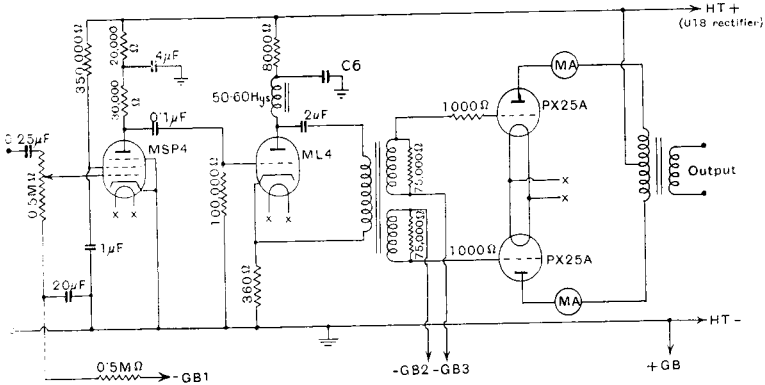 HT+
(U18 rectifier)
350,000Ω
20,000
Ω
4μF
30,000
Ω
0·1μF
MSP4
0·25μF
0·5MΩ
x x
1μF
20μF
0·5MΩ
-GB1
8000Ω
C6
50-60Hys
2μF
ML4
100,000Ω
x x
360Ω
75,000Ω
75,000Ω
-GB2
-GB3
1000Ω
PX25A
MA
x
x
1000Ω
PX25A
MA
Output
HT-
+GB